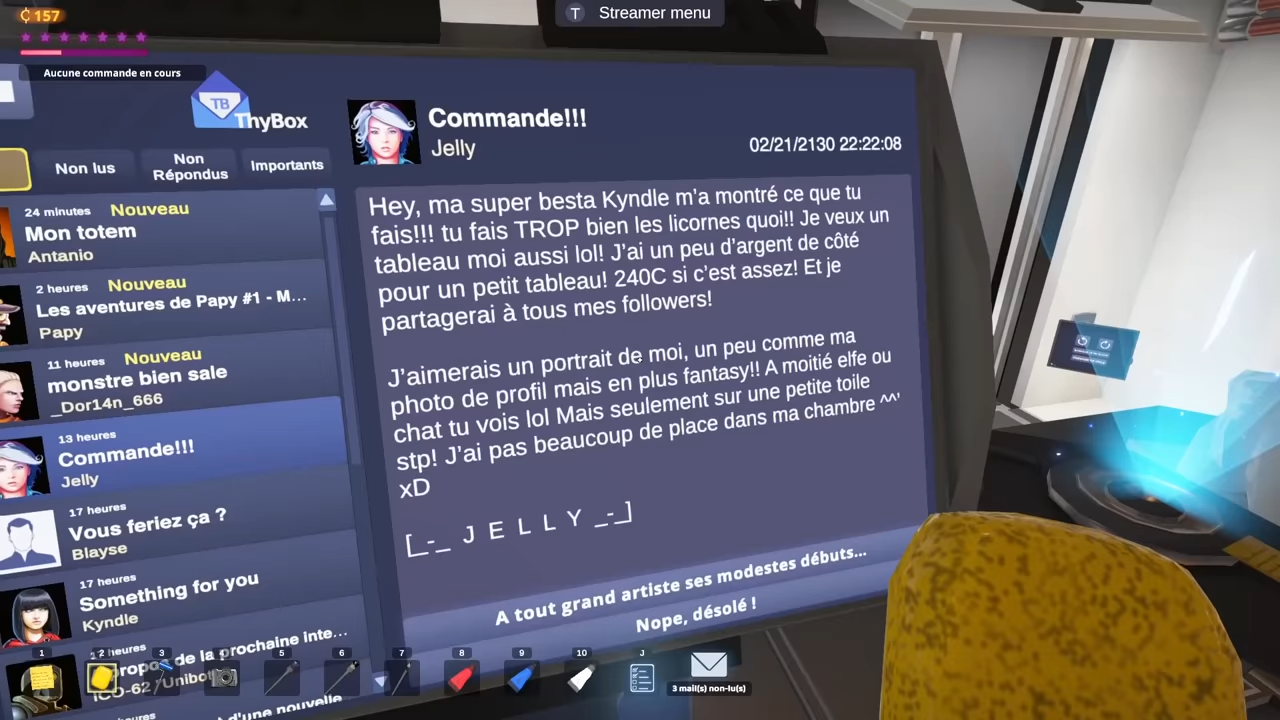 157
T Streamer menu
Aucune commande en cours
TB
ThyBox
Non lus
Non Répondus
Importants
24 minutes Nouveau
Mon totem
Antanio
2 heures Nouveau
Les aventures de Papy #1 - M...
Papy
11 heures Nouveau
monstre bien sale
_Dor14n_666
13 heures
Commande!!!
Jelly
17 heures
Vous feriez ça ?
Blayse
17 heures
Something for you
Kyndle
heures
de la prochaine inte...
d'une nouvelle
Commande!!!
Jelly
02/21/2130 22:22:08
Hey, ma super besta Kyndle m'a montré ce que tu
fais!!! tu fais TROP bien les licornes quoi!! Je veux un
tableau moi aussi lol! J'ai un peu d'argent de côté
pour un petit tableau! 240C si c'est assez! Et je
partagerai à tous mes followers!
J'aimerais un portrait de moi, un peu comme ma
photo de profil mais en plus fantasy!! A moitié elfe ou
chat tu vois lol Mais seulement sur une petite toile
stp! J'ai pas beaucoup de place dans ma chambre ^^'
xD
[_-_ J E L L Y _-_]
A tout grand artiste ses modestes débuts...
Nope, désolé !
1 2 3 4 5 6 7 8 9 10 J
3 mail(s) non-lu(s)